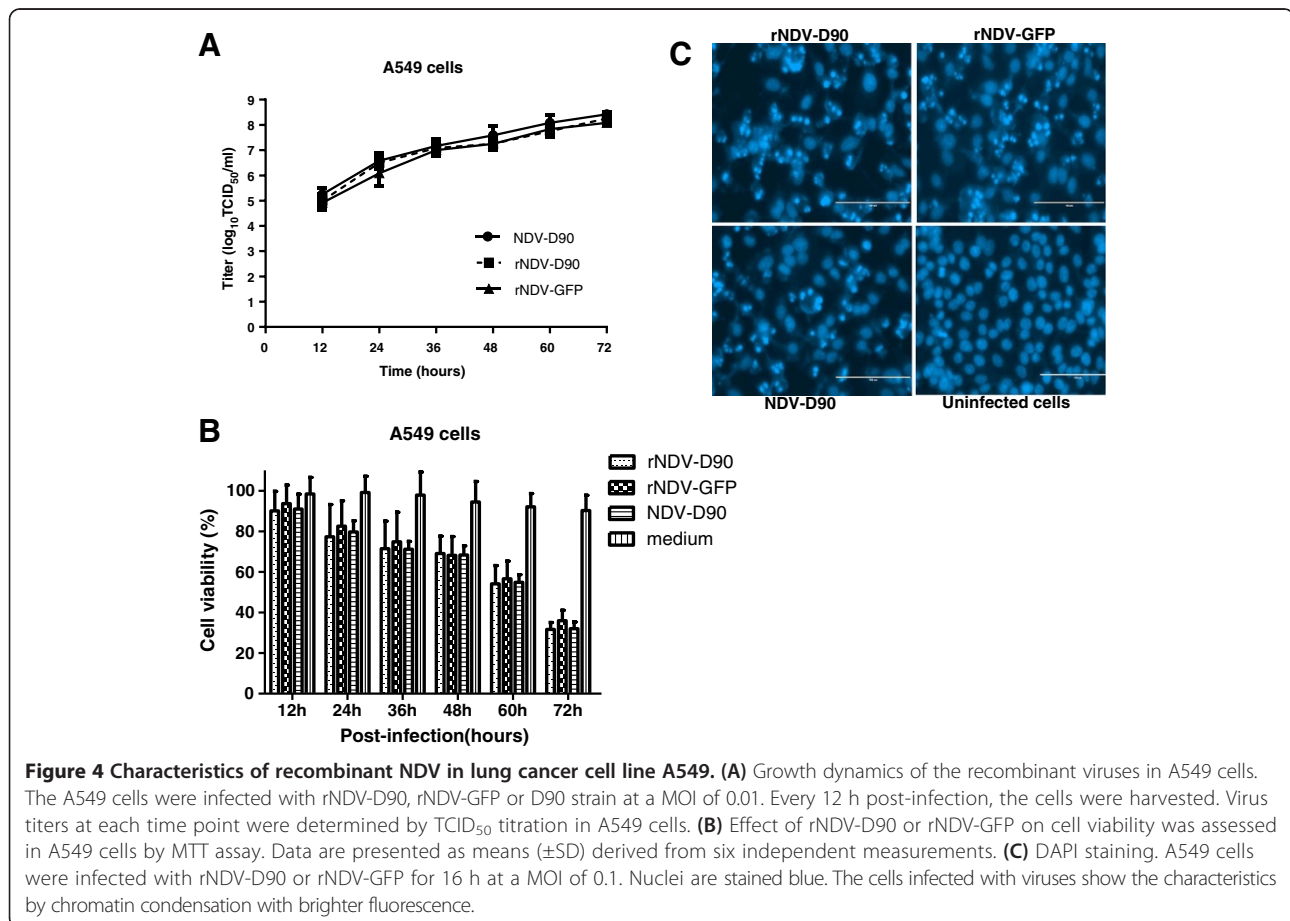 A
A549 cells
Titer (log10TCID50/ml)
9
8
7
6
5
4
3
2
1
0
NDV-D90
rNDV-D90
rNDV-GFP
0 12 24 36 48 60 72
Time (hours)
C
rNDV-D90 rNDV-GFP
NDV-D90 Uninfected cells
B
A549 cells
Cell viability (%)
100
80
60
40
20
0
rNDV-D90
rNDV-GFP
NDV-D90
medium
12h 24h 36h 48h 60h 72h
Post-infection(hours)
Figure 4 Characteristics of recombinant NDV in lung cancer cell line A549. (A) Growth dynamics of the recombinant viruses in A549 cells.
The A549 cells were infected with rNDV-D90, rNDV-GFP or D90 strain at a MOI of 0.01. Every 12 h post-infection, the cells were harvested. Virus
titers at each time point were determined by TCID50 titration in A549 cells. (B) Effect of rNDV-D90 or rNDV-GFP on cell viability was assessed
in A549 cells by MTT assay. Data are presented as means (±SD) derived from six independent measurements. (C) DAPI staining. A549 cells
were infected with rNDV-D90 or rNDV-GFP for 16 h at a MOI of 0.1. Nuclei are stained blue. The cells infected with viruses show the characteristics
by chromatin condensation with brighter fluorescence.